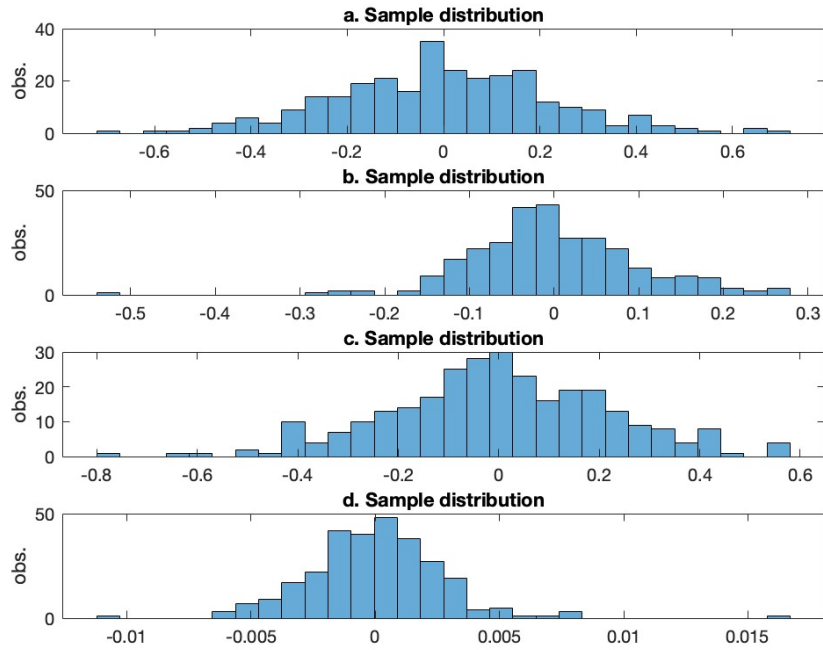 a. Sample distribution
obs.
40
20
0
-0.6 -0.4 -0.2 0 0.2 0.4 0.6
b. Sample distribution
obs.
50
0
-0.5 -0.4 -0.3 -0.2 -0.1 0 0.1 0.2 0.3
c. Sample distribution
obs.
30
20
10
0
-0.8 -0.6 -0.4 -0.2 0 0.2 0.4 0.6
d. Sample distribution
obs.
50
0
-0.01 -0.005 0 0.005 0.01 0.015